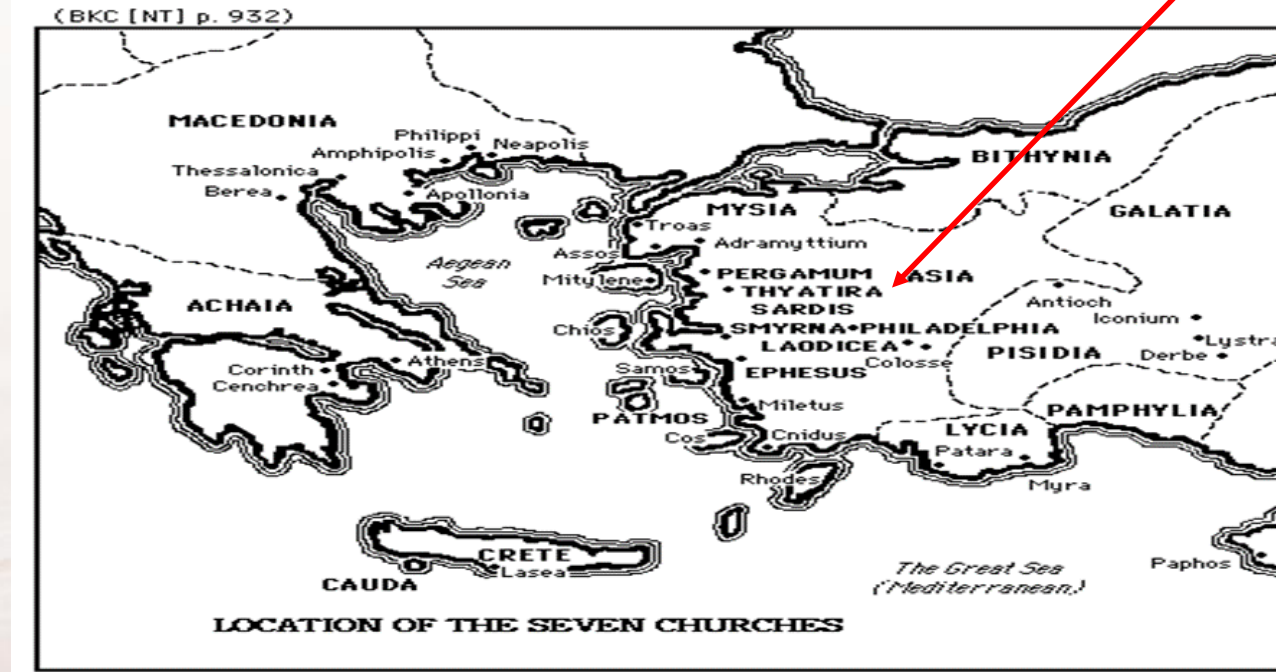 (BKC [NT] p. 932)
MACEDONIA
Philippi
Neapolis
Amphipolis
Thessalonica
Berea
Apollonia
BITHYNIA
MYSIA
GALATIA
Troas
Adramyttium
Assos
Aegean
Sea
Mitylene
PERGAMUM
ASIA
THYATIRA
SARDIS
ACHAIA
Antioch
Iconium
Chios
SMYRNA
PHILADELPHIA
Lystra
LAODICEA
Colosse
PISIDIA
Derbe
Athens
Corinth
Samos
EPHESUS
Cenchrea
Miletus
PATMOS
PAMPHYLIA
Cos
Cnidus
LYCIA
Patara
Rhodes
Myra
CRETE
Lasea
CAUDA
Paphos
The Great Sea
(Mediterranean)
LOCATION OF THE SEVEN CHURCHES